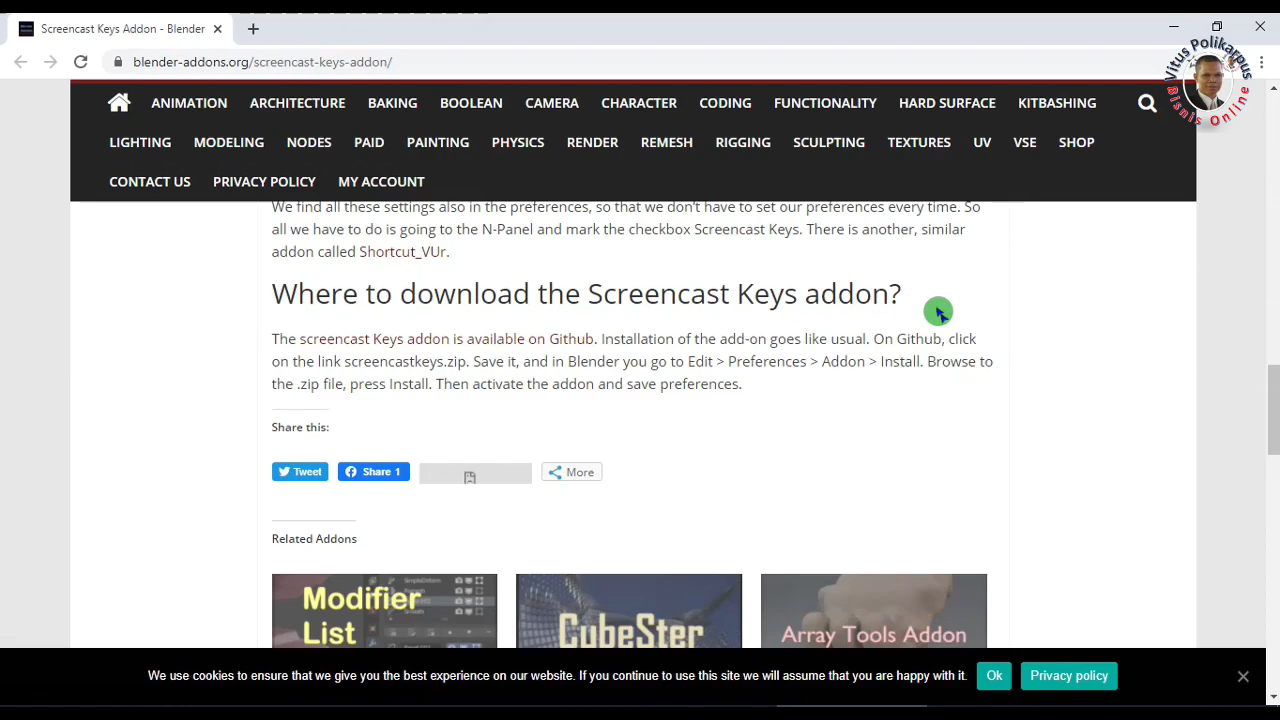 Screencast Keys Addon - Blender
blender-addons.org/screencast-keys-addon/
Vitus Polikarpus
Bisnis Online
ANIMATION ARCHITECTURE BAKING BOOLEAN CAMERA CHARACTER CODING FUNCTIONALITY HARD SURFACE KITBASHING
LIGHTING MODELING NODES PAID PAINTING PHYSICS RENDER REMESH RIGGING SCULPTING TEXTURES UV VSE SHOP
CONTACT US PRIVACY POLICY MY ACCOUNT
We find all these settings also in the preferences, so that we don't have to set our preferences every time. So
all we have to do is going to the N-Panel and mark the checkbox Screencast Keys. There is another, similar
addon called Shortcut_VUr.
Where to download the Screencast Keys addon?
The screencast Keys addon is available on Github. Installation of the add-on goes like usual. On Github, click
on the link screencastkeys.zip. Save it, and in Blender you go to Edit > Preferences > Addon > Install. Browse to
the .zip file, press Install. Then activate the addon and save preferences.
Share this:
Tweet Share 1 More
Related Addons
Modifier
List
CubeSter
Array Tools Addon
We use cookies to ensure that we give you the best experience on our website. If you continue to use this site we will assume that you are happy with it. Ok Privacy policy